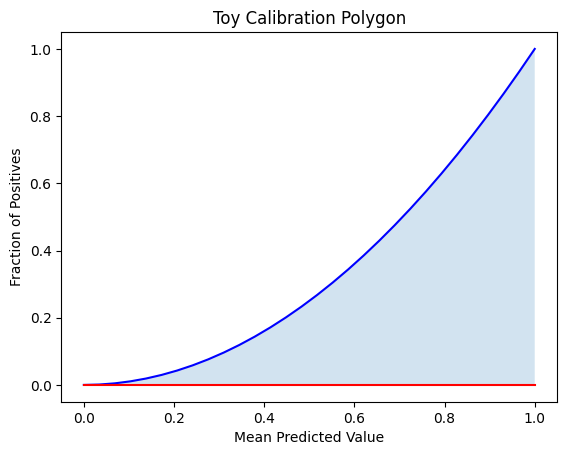 Toy Calibration Polygon
Fraction of Positives
1.0
0.8
0.6
0.4
0.2
0.0
0.0 0.2 0.4 0.6 0.8 1.0
Mean Predicted Value